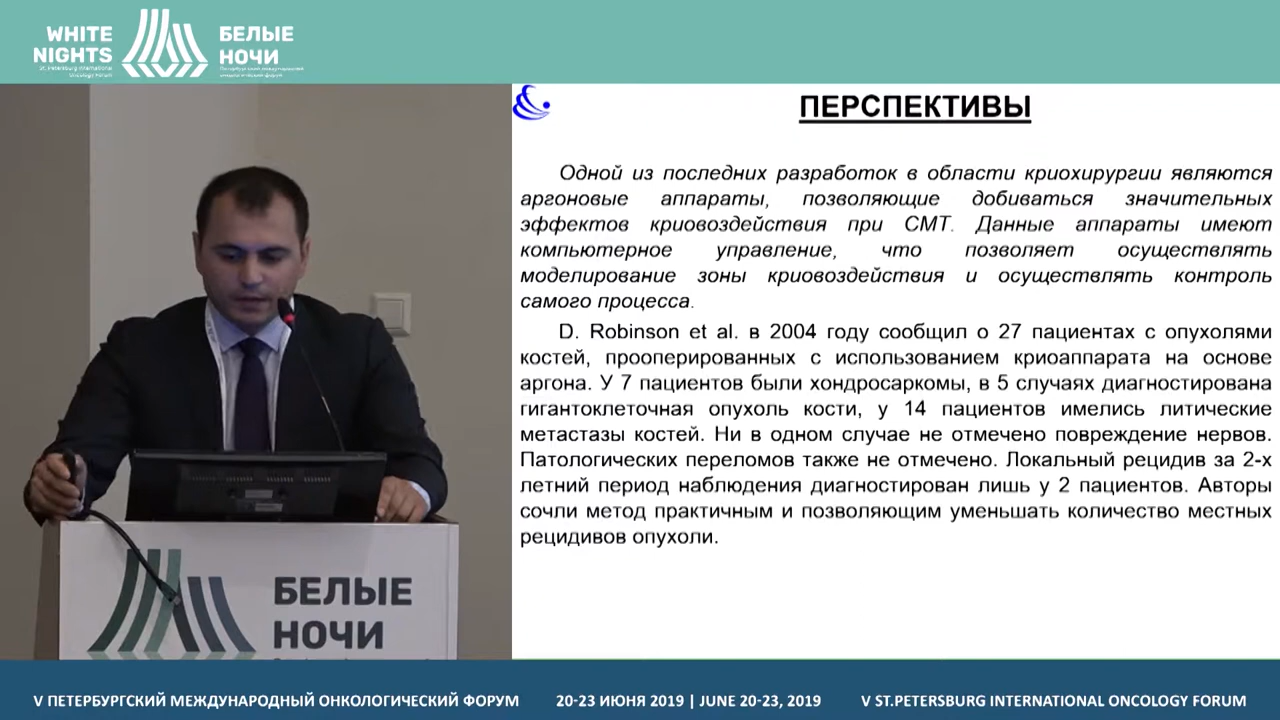 WHITE
NIGHTS
St. Petersburg International
Oncology Forum
БЕЛЫЕ
НОЧИ
Петербургский международный
онкологический форум
ПЕРСПЕКТИВЫ
Одной из последних разработок в области криохирургии являются
аргоновые аппараты, позволяющие добиваться значительных
эффектов криовоздействия при СМТ. Данные аппараты имеют
компьютерное управление, что позволяет осуществлять
моделирование зоны криовоздействия и осуществлять контроль
самого процесса.
D. Robinson et al. в 2004 году сообщил о 27 пациентах с опухолями
костей, прооперированных с использованием криоаппарата на основе
аргона. У 7 пациентов были хондросаркомы, в 5 случаях диагностирована
гигантоклеточная опухоль кости, у 14 пациентов имелись литические
метастазы костей. Ни в одном случае не отмечено повреждение нервов.
Патологических переломов также не отмечено. Локальный рецидив за 2-х
летний период наблюдения диагностирован лишь у 2 пациентов. Авторы
сочли метод практичным и позволяющим уменьшать количество местных
рецидивов опухоли.
БЕЛЫЕ
НОЧИ
V ПЕТЕРБУРГСКИЙ МЕЖДУНАРОДНЫЙ ОНКОЛОГИЧЕСКИЙ ФОРУМ 20-23 ИЮНЯ 2019 | JUNE 20-23, 2019 V ST.PETERSBURG INTERNATIONAL ONCOLOGY FORUM